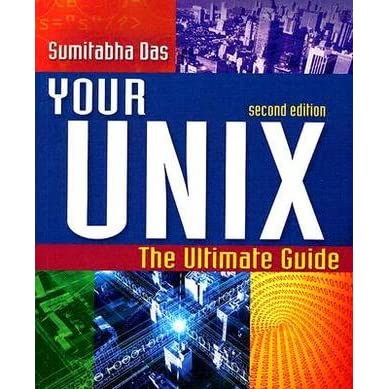 Sumitabha Das
YOUR
second edition
UNIX
The Ultimate Guide